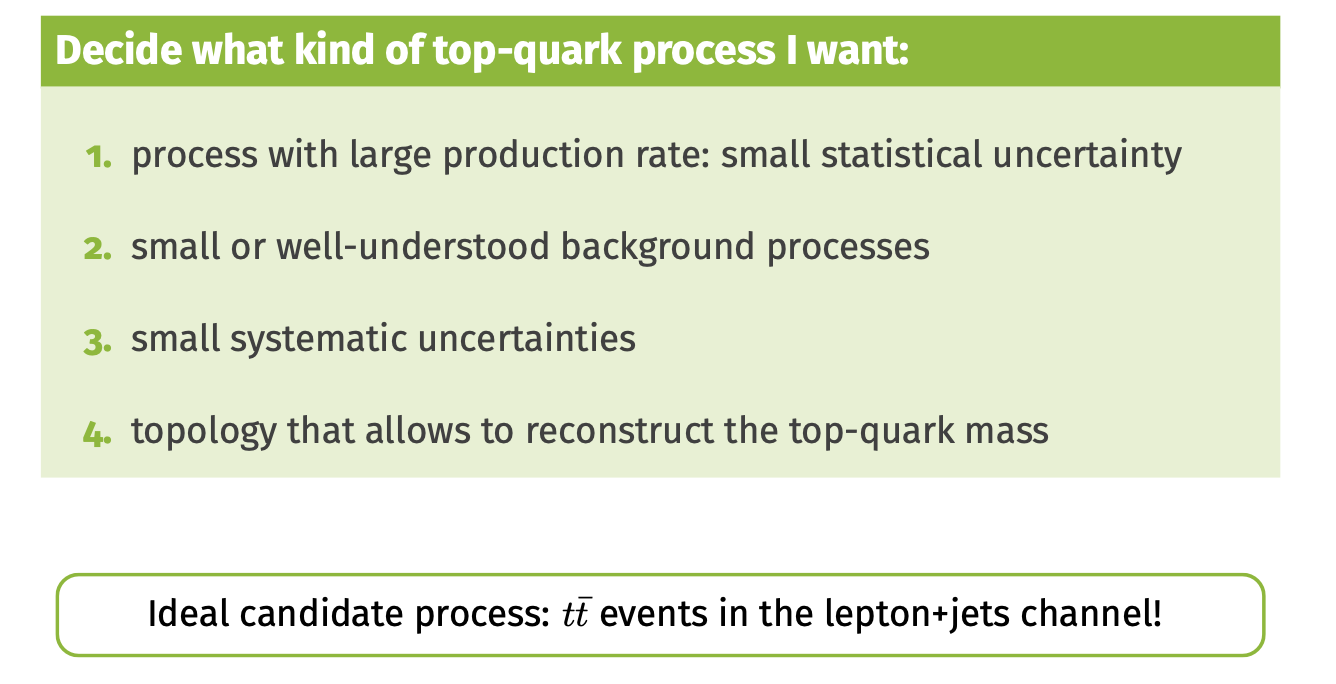 Decide what kind of top-quark process I want:
1. process with large production rate: small statistical uncertainty
2. small or well-understood background processes
3. small systematic uncertainties
4. topology that allows to reconstruct the top-quark mass
Ideal candidate process: tt̄ events in the lepton+jets channel!